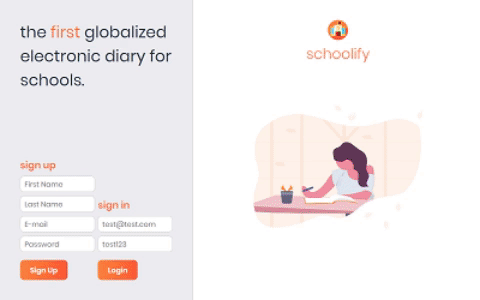 the first globalized
electronic diary for
schools.
schoolify
sign up
First Name
Last Name
E-mail
Password
Sign Up
sign in
test@test.com
test123
Login